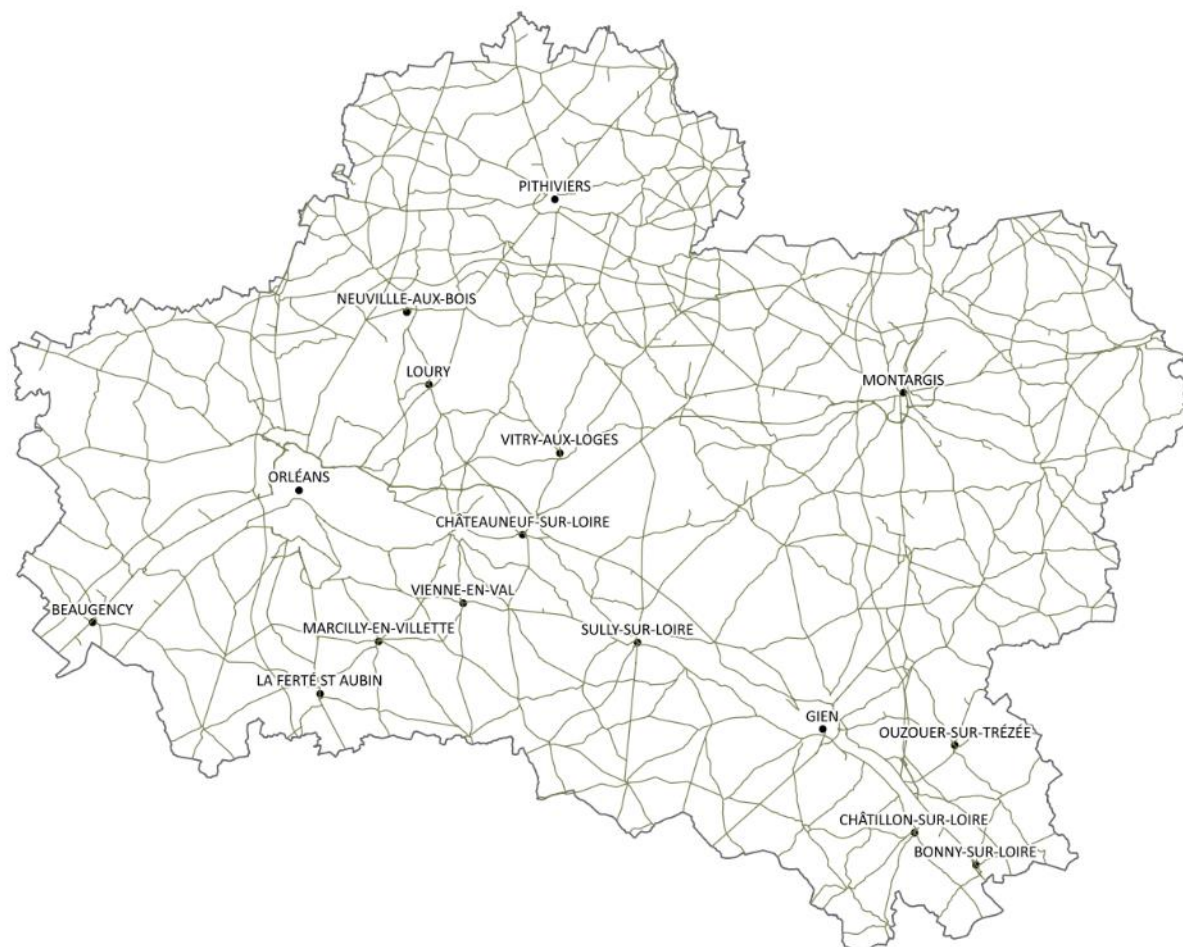 PITHIVIERS
NEUVILLLE-AUX-BOIS
LOURY
MONTARGIS
VITRY-AUX-LOGES
ORLÉANS
CHÂTEAUNEUF-SUR-LOIRE
VIENNE-EN-VAL
BEAUGENCY
MARCILLY-EN-VILLETTE
SULLY-SUR-LOIRE
LA FERTÉ ST AUBIN
GIEN
OUZOUER-SUR-TRÉZÉE
CHÂTILLON-SUR-LOIRE
BONNY-SUR-LOIRE